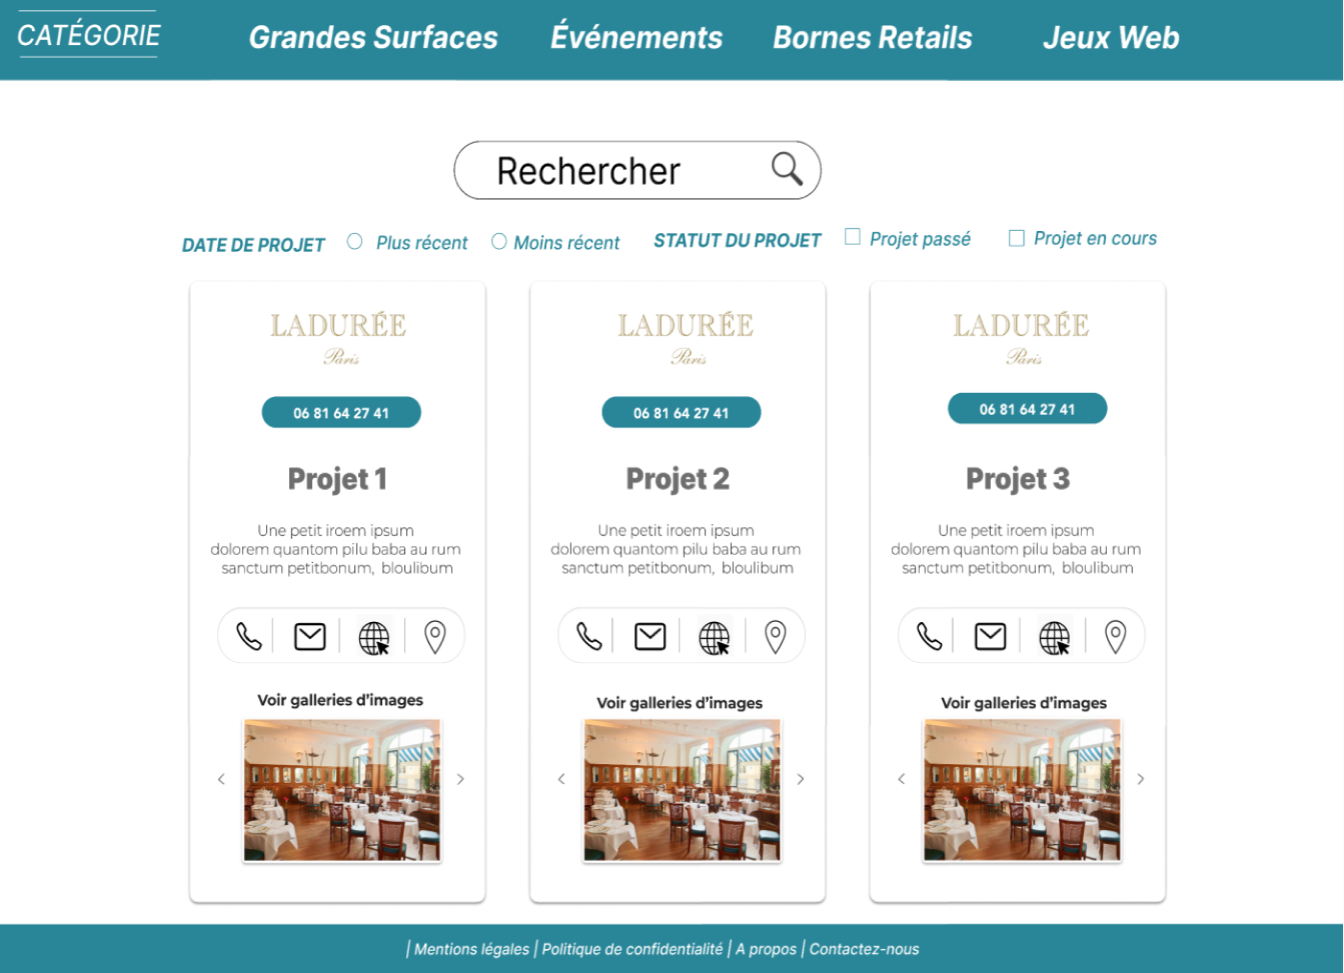 CATÉGORIE Grandes Surfaces Événements Bornes Retails Jeux Web
Rechercher
DATE DE PROJET Plus récent Moins récent STATUT DU PROJET Projet passé Projet en cours
LADURÉE
Paris
06 81 64 27 41
Projet 1
Une petit iroem ipsum
dolorem quantom pilu baba au rum
sanctum petitbonum, bloulibum
Voir galleries d'images
LADURÉE
Paris
06 81 64 27 41
Projet 2
Une petit iroem ipsum
dolorem quantom pilu baba au rum
sanctum petitbonum, bloulibum
Voir galleries d'images
LADURÉE
Paris
06 81 64 27 41
Projet 3
Une petit iroem ipsum
dolorem quantom pilu baba au rum
sanctum petitbonum, bloulibum
Voir galleries d'images
| Mentions légales | Politique de confidentialité | A propos | Contactez-nous